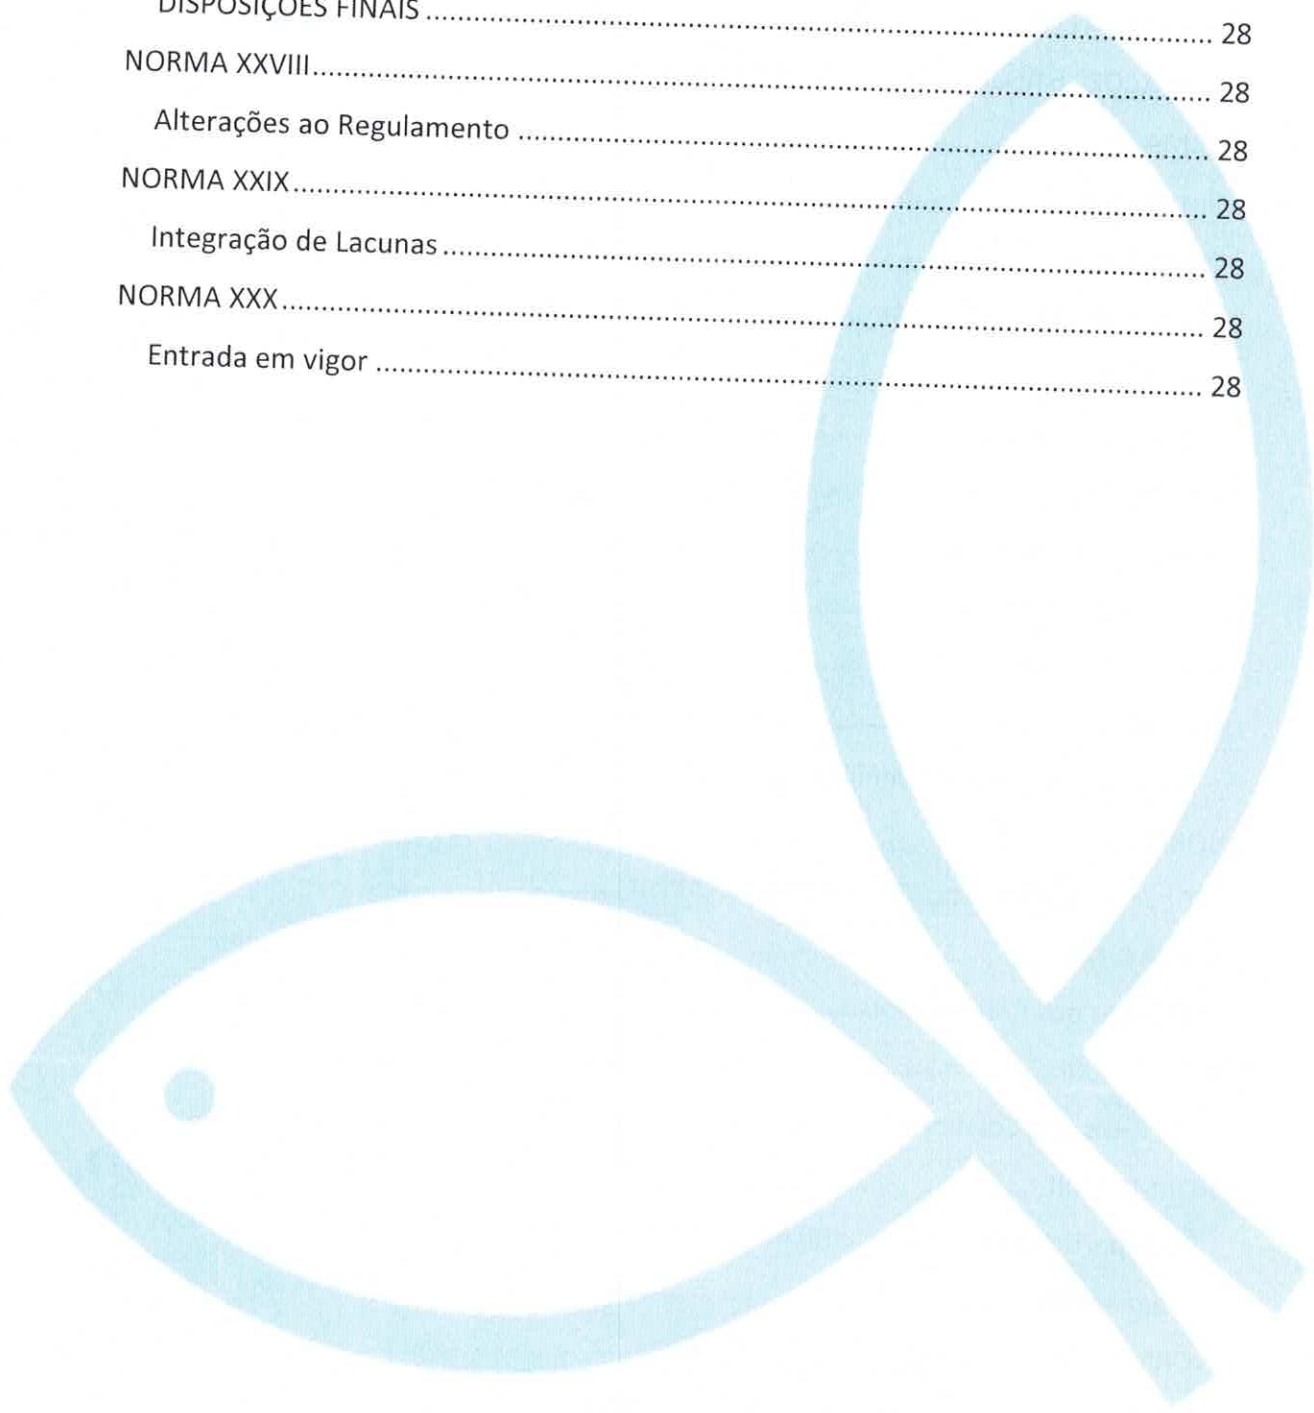 DISPOSIÇÕES FINAIS ........ 28
NORMA XXVIII ........ 28
Alterações ao Regulamento ........ 28
NORMA XXIX ........ 28
Integração de Lacunas ........ 28
NORMA XXX ........ 28
Entrada em vigor ........ 28